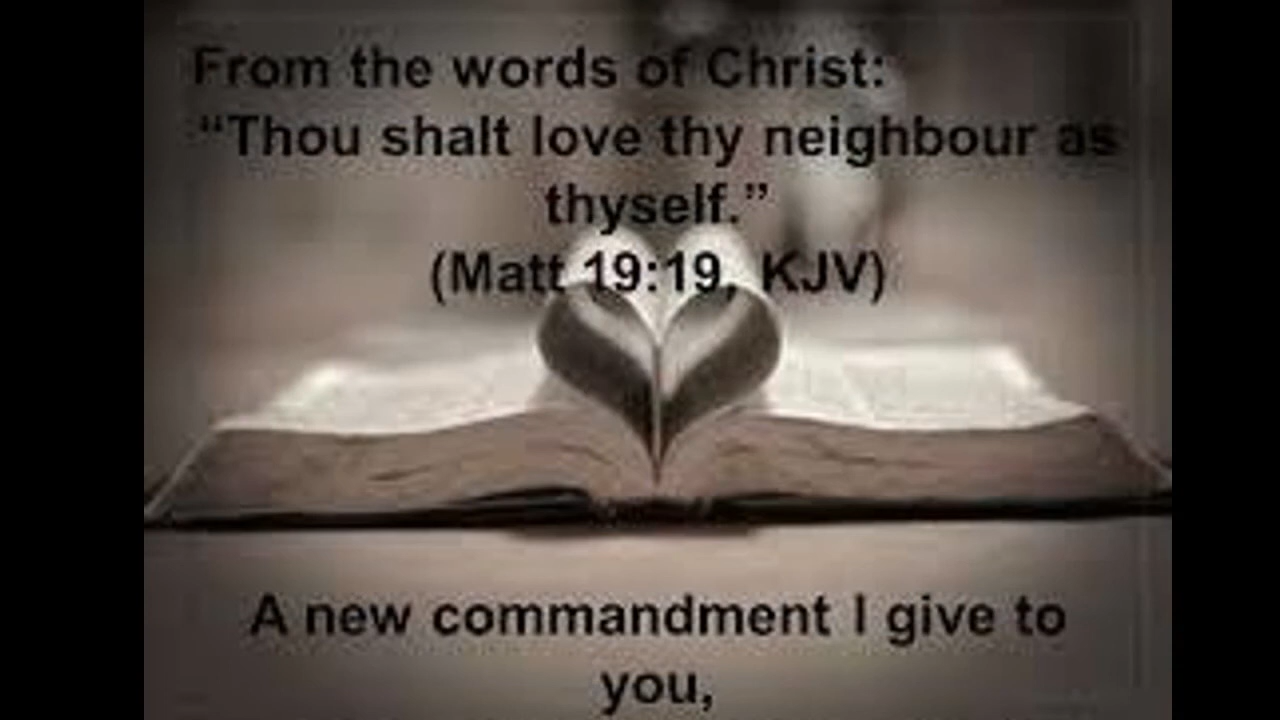 From the words of Christ:
“Thou shalt love thy neighbour as
thyself.”
(Matt 19:19, KJV)
A new commandment I give to
you,